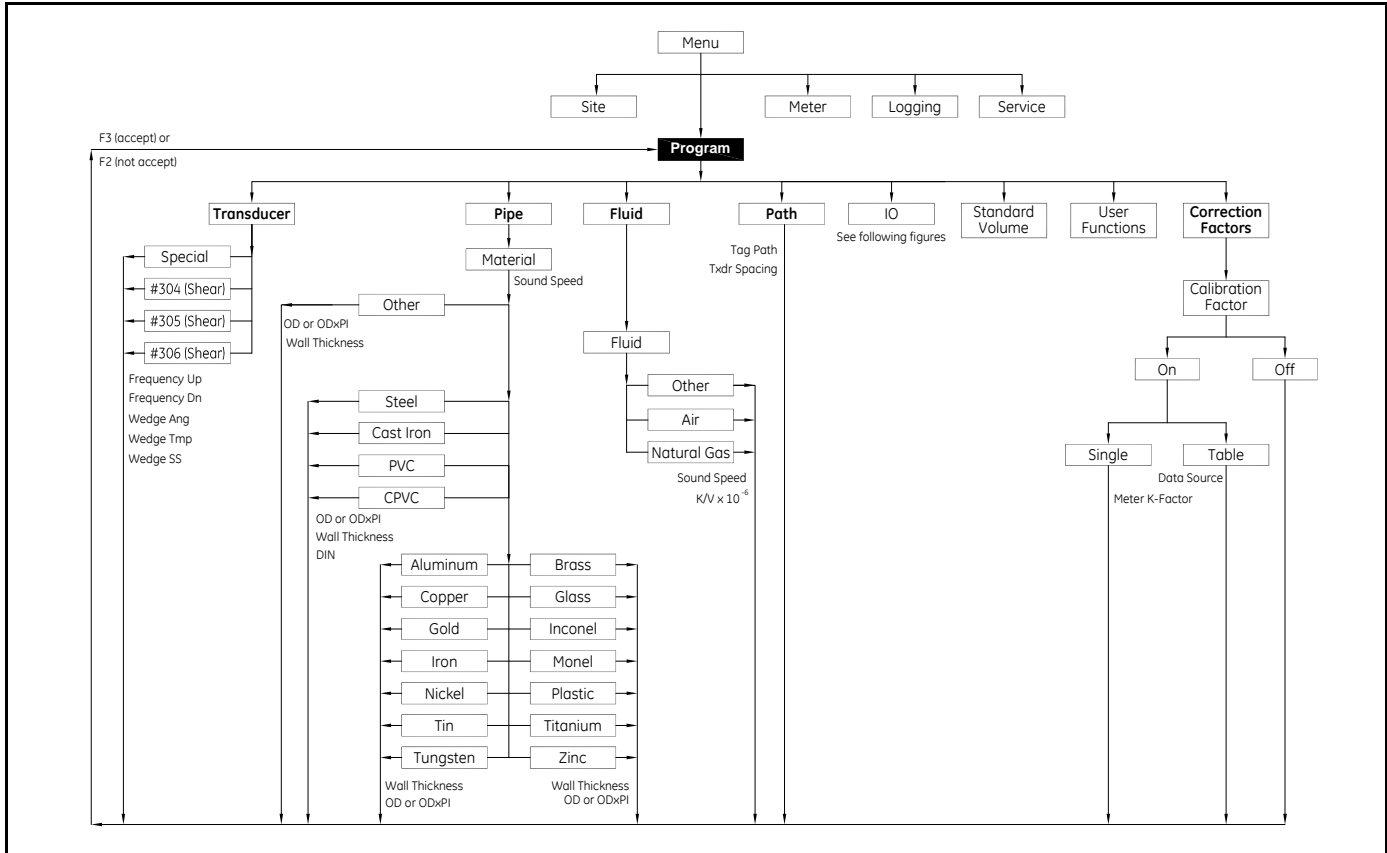 Menu
Site
Meter
Logging
Service
F3 (accept) or
F2 (not accept)
Program
Transducer
Pipe
Fluid
Path
IO
See following figures
Standard
Volume
User
Functions
Correction
Factors
Special
#304 (Shear)
#305 (Shear)
#306 (Shear)
Frequency Up
Frequency Dn
Wedge Ang
Wedge Tmp
Wedge SS
Material
Sound Speed
Other
OD or ODxPI
Wall Thickness
Steel
Cast Iron
PVC
CPVC
OD or ODxPI
Wall Thickness
DIN
Aluminum
Brass
Copper
Glass
Gold
Inconel
Iron
Monel
Nickel
Plastic
Tin
Titanium
Tungsten
Zinc
Wall Thickness
OD or ODxPI
Wall Thickness
OD or ODxPI
Fluid
Other
Air
Natural Gas
Sound Speed
K/V x 10 -6
Tag Path
Txdr Spacing
Calibration
Factor
On
Off
Single
Table
Data Source
Meter K-Factor